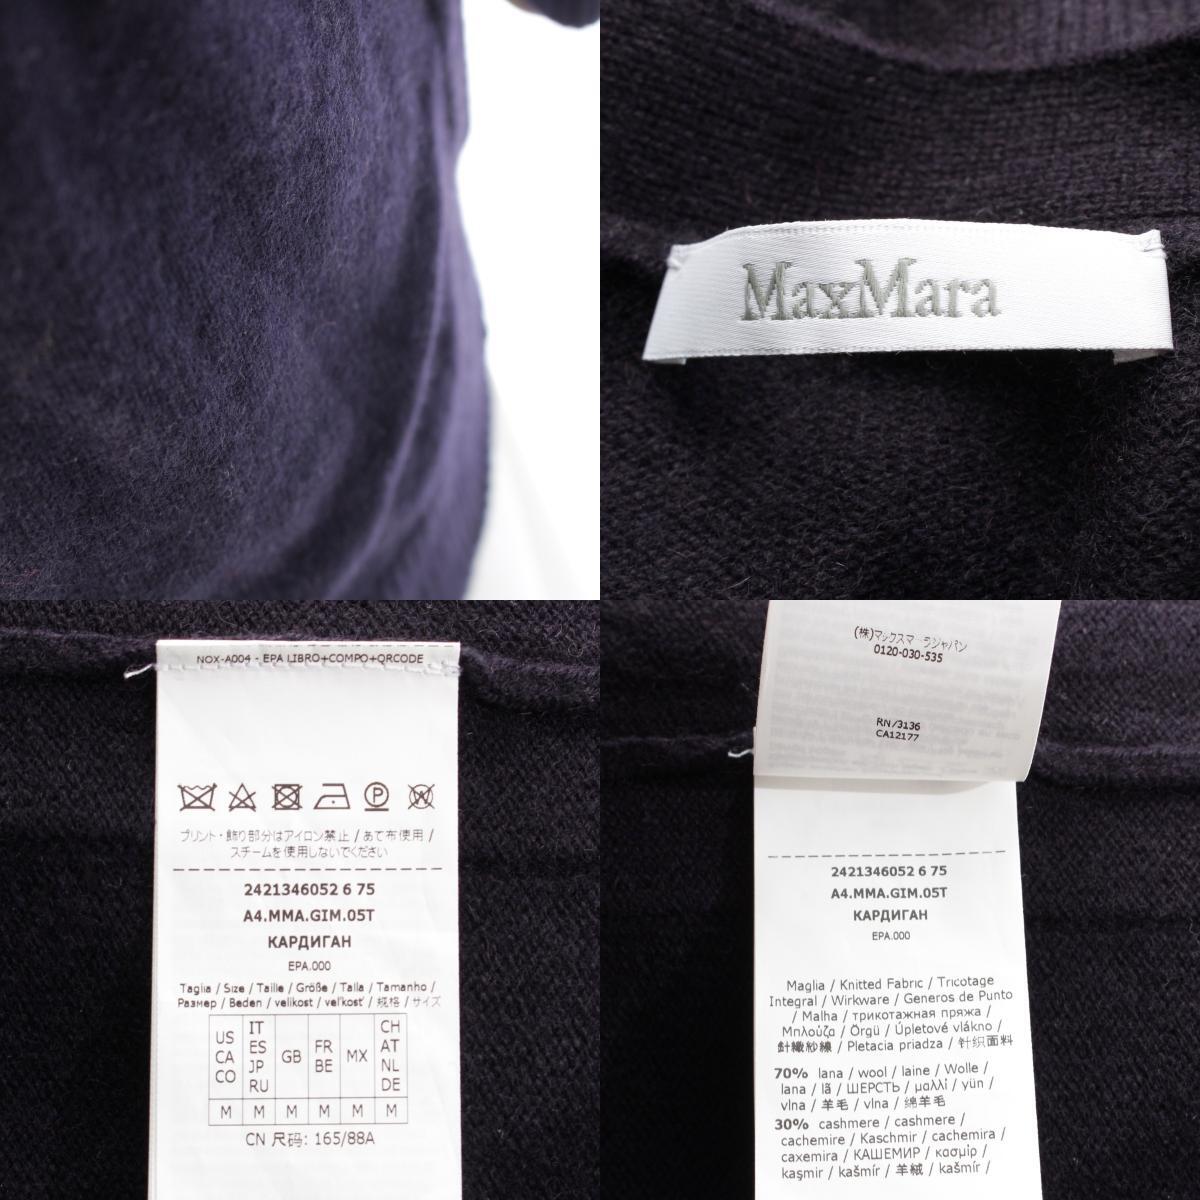 MaxMara
NOX-A004 - EPA LIBRO+COMPO+QRCODE
P
W
プリント・飾り部分はアイロン禁止 / あて布使用 /
スチームを使用しないでください
2421346052 6 75
A4.MMA.GIM.05T
КАРДИГАН
EPA.000
Taglia / Size / Taille / Größe / Talla / Tamanho /
Размер / Beden / velikost / veľkosť / 规格 / サイズ
US CA CO
IT ES JP RU
GB
FR BE
MX
CH AT NL DE
M M M M M M
CN 尺码: 165/88A
(株)マックスマーラジャパン
0120-030-535
RN73136
CA12177
2421346052 6 75
A4.MMA.GIM.05T
КАРДИГАН
EPA.000
Maglia / Knitted Fabric / Tricotage
Integral / Wirkware / Generos de Punto
/ Malha / трикотажная пряжа /
Μπλούζα / Örgü / Úpletové vlákno /
針織紗線 / Pletacia priadza / 针织面料
70% lana / wool / laine / Wolle /
lana / lã / ШЕРСТЬ / μαλλί / yün /
vlna / 羊毛 / vlna / 绵羊毛
30% cashmere / cashmere /
cachemire / Kaschmir / cachemira /
caxemira / КАШЕМИР / κασμίρ /
kaşmir / kašmír / 羊絨 / kašmír /